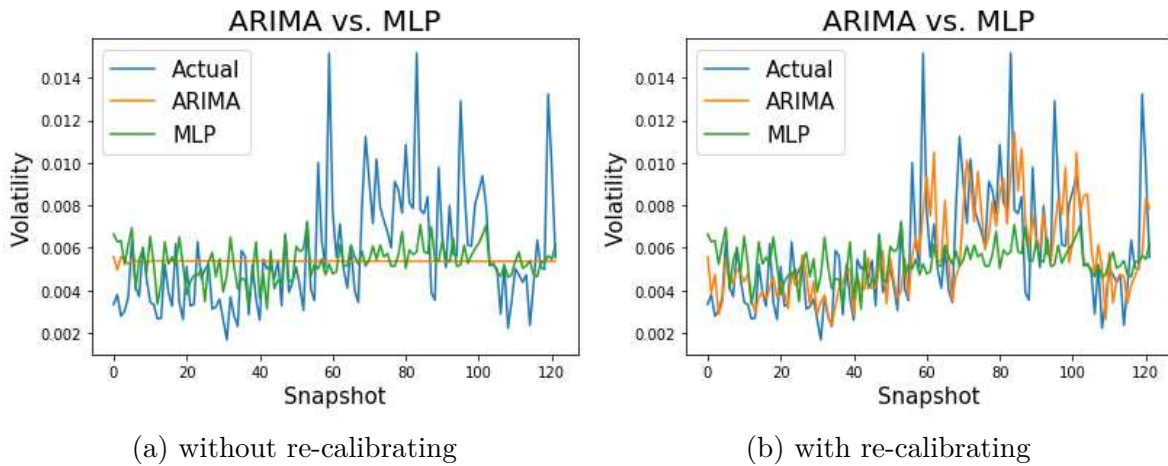 ARIMA vs. MLP
Actual
ARIMA
MLP
0.014
0.012
0.010
0.008
0.006
0.004
0.002
Volatility
0 20 40 60 80 100 120
Snapshot
(a) without re-calibrating
ARIMA vs. MLP
Actual
ARIMA
MLP
0.014
0.012
0.010
0.008
0.006
0.004
0.002
Volatility
0 20 40 60 80 100 120
Snapshot
(b) with re-calibrating